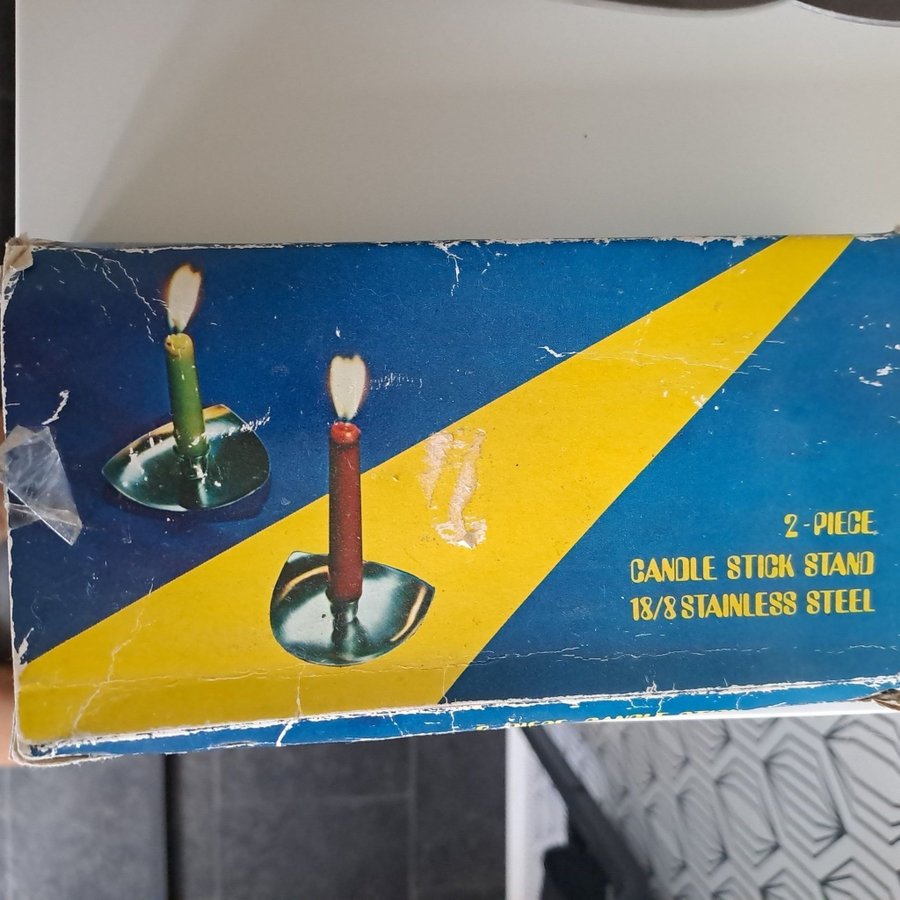 2-PIECE
CANDLE STICK STAND
18/8 STAINLESS STEEL